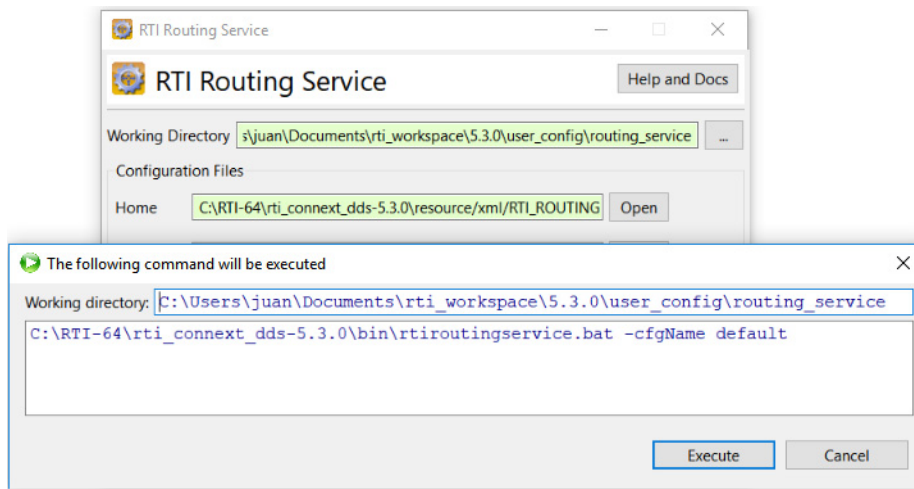 RTI Routing Service
RTI Routing Service
Help and Docs
Working Directory s\juan\Documents\rti_workspace\5.3.0\user_config\routing_service ...
Configuration Files
Home C:\RTI-64\rti_connext_dds-5.3.0\resource/xml/RTI_ROUTING Open
The following command will be executed
Working directory: C:\Users\juan\Documents\rti_workspace\5.3.0\user_config\routing_service
C:\RTI-64\rti_connext_dds-5.3.0\bin\rtiroutingservice.bat -cfgName default
Execute Cancel